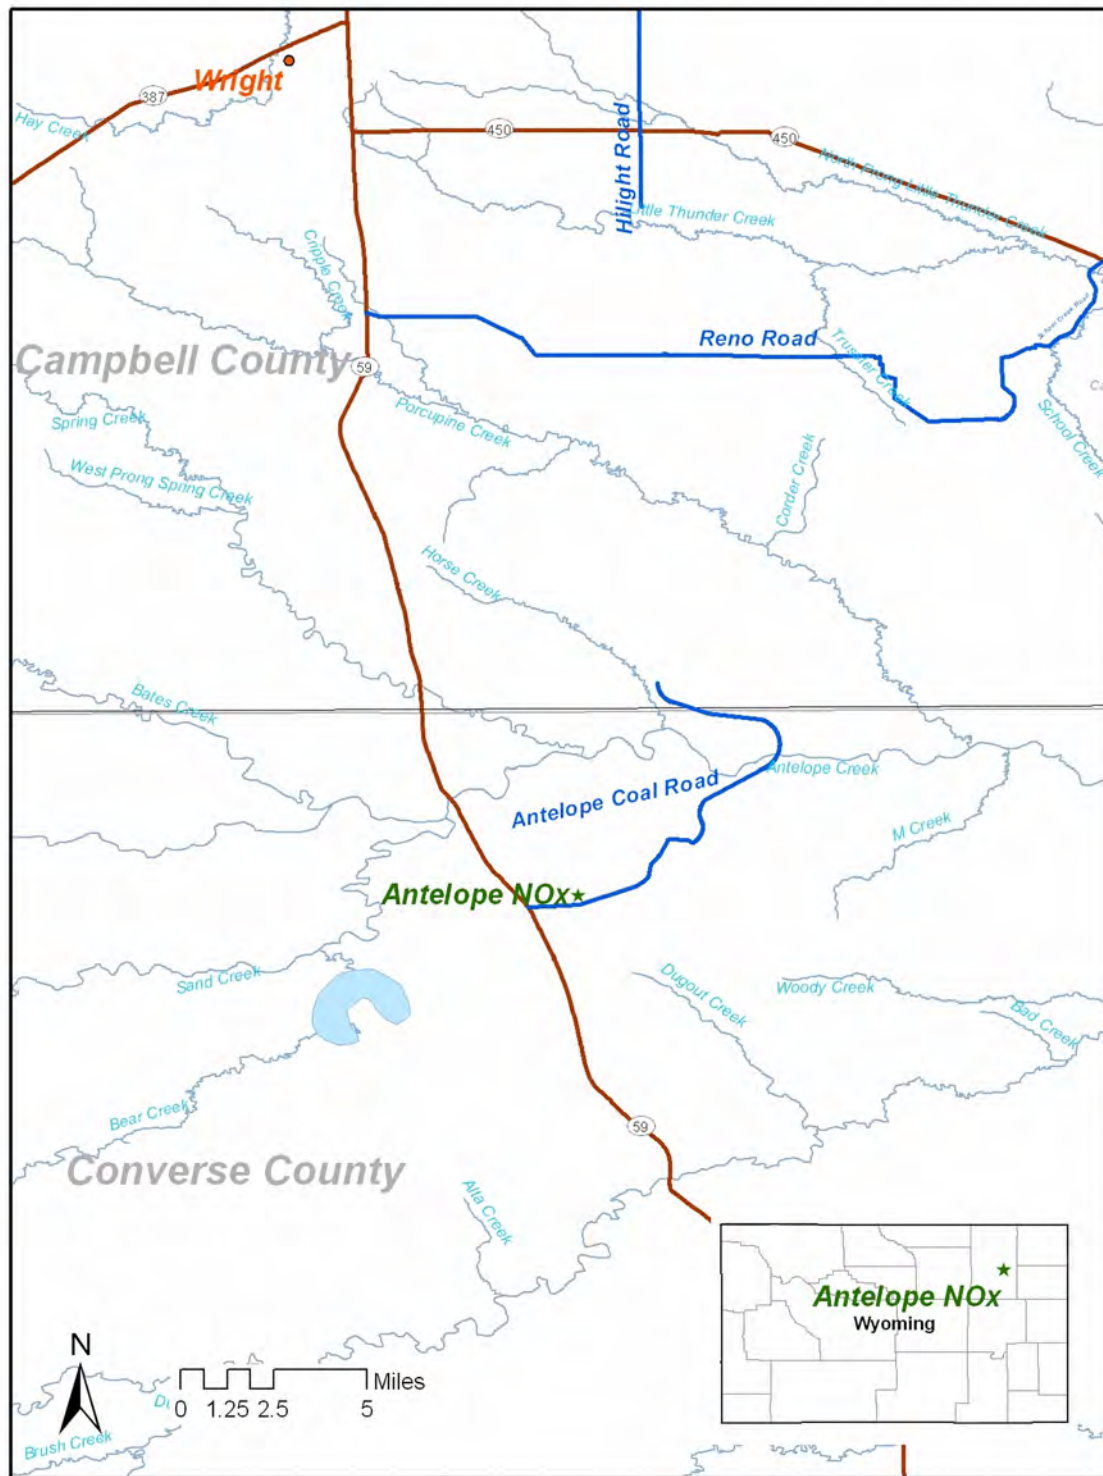 Wright
387
Hay Creek
450
450
Hilight Road
North Prong Little Thunder Creek
Little Thunder Creek
Cripple Creek
Reno Road
Trussler Creek
Campbell County
59
Porcupine Creek
School Creek
Spring Creek
West Prong Spring Creek
Corder Creek
Horse Creek
Bates Creek
Antelope Creek
Antelope Coal Road
M Creek
Antelope NOx
Sand Creek
Dugout Creek
Woody Creek
Bad Creek
Bear Creek
59
Converse County
Alta Creek
Antelope NOx
Wyoming
N
Miles
0 1.25 2.5 5
Brush Creek